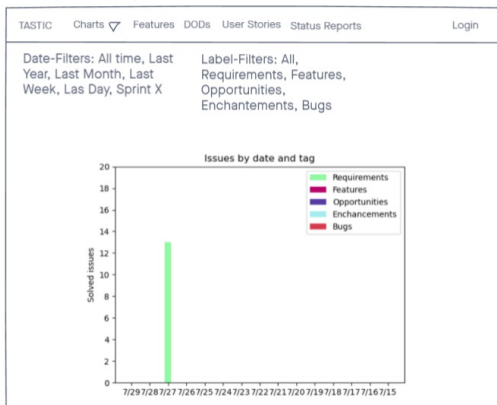 TASTIC Charts Features DODs User Stories Status Reports Login
Date-Filters: All time, Last
Year, Last Month, Last
Week, Las Day, Sprint X
Label-Filters: All,
Requirements, Features,
Opportunities,
Enchantements, Bugs
Issues by date and tag
Requirements
Features
Opportunities
Enchancements
Bugs
Solved issues
20
18
16
14
12
10
8
6
4
2
0
7/29 7/28 7/27 7/26 7/25 7/24 7/23 7/22 7/21 7/20 7/19 7/18 7/17 7/16 7/15